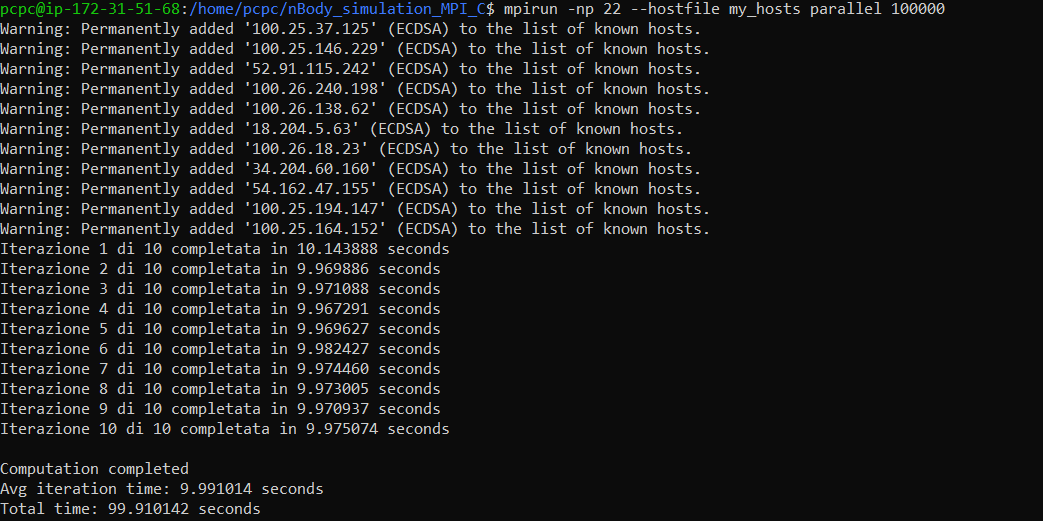 pcpc@ip-172-31-51-68:/home/pcpc/nBody_simulation_MPI_C$ mpirun -np 22 --hostfile my_hosts parallel 100000
Warning: Permanently added '100.25.37.125' (ECDSA) to the list of known hosts.
Warning: Permanently added '100.25.146.229' (ECDSA) to the list of known hosts.
Warning: Permanently added '52.91.115.242' (ECDSA) to the list of known hosts.
Warning: Permanently added '100.26.240.198' (ECDSA) to the list of known hosts.
Warning: Permanently added '100.26.138.62' (ECDSA) to the list of known hosts.
Warning: Permanently added '18.204.5.63' (ECDSA) to the list of known hosts.
Warning: Permanently added '100.26.18.23' (ECDSA) to the list of known hosts.
Warning: Permanently added '34.204.60.160' (ECDSA) to the list of known hosts.
Warning: Permanently added '54.162.47.155' (ECDSA) to the list of known hosts.
Warning: Permanently added '100.25.194.147' (ECDSA) to the list of known hosts.
Warning: Permanently added '100.25.164.152' (ECDSA) to the list of known hosts.
Iterazione 1 di 10 completata in 10.143888 seconds
Iterazione 2 di 10 completata in 9.969886 seconds
Iterazione 3 di 10 completata in 9.971088 seconds
Iterazione 4 di 10 completata in 9.967291 seconds
Iterazione 5 di 10 completata in 9.969627 seconds
Iterazione 6 di 10 completata in 9.982427 seconds
Iterazione 7 di 10 completata in 9.974460 seconds
Iterazione 8 di 10 completata in 9.973005 seconds
Iterazione 9 di 10 completata in 9.970937 seconds
Iterazione 10 di 10 completata in 9.975074 seconds
Computation completed
Avg iteration time: 9.991014 seconds
Total time: 99.910142 seconds